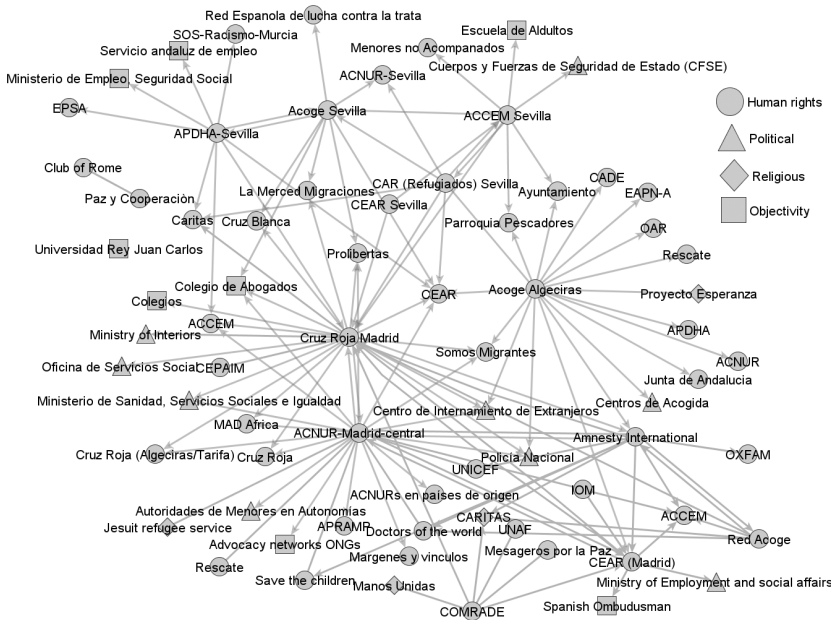 Red Espanola de lucha contra la trata
SOS-Racismo-Murcia
Escuela de Aldultos
Servicio andaluz de empleo
Menores no Acompanados
Ministerio de Empleo, Seguridad Social
ACNUR-Sevilla
Cuerpos y Fuerzas de Seguridad de Estado (CFSE)
Human rights
EPSA
Acoge Sevilla
ACCEM Sevilla
APDHA-Sevilla
Political
Club of Rome
Religious
CADE
La Merced Migraciones
CAR (Refugiados) Sevilla
Ayuntamiento
EAPN-A
Paz y Cooperaciòn
CEAR Sevilla
Objectivity
Caritas
Cruz Blanca
Parroquia Pescadores
OAR
Universidad Rey Juan Carlos
Prolibertas
Rescate
Colegio de Abogados
CEAR
Acoge Algeciras
Proyecto Esperanza
Colegios
ACCEM
Ministry of Interiors
Cruz Roja Madrid
APDHA
Somos Migrantes
ACNUR
Oficina de Servicios Social
CEPAIM
Junta de Andalucia
Ministerio de Sanidad, Servicios Sociales e Igualdad
Centro de Internamiento de Extranjeros
Centros de Acogida
MAD Africa
ACNUR-Madrid-central
Amnesty International
Cruz Roja (Algeciras/Tarifa)
Cruz Roja
Policia Nacional
OXFAM
UNICEF
ACNURs en países de origen
IOM
Autoridades de Menores en Autonomías
CARITAS
ACCEM
Jesuit refugee service
APRAMP
Doctors of the world
UNAF
Red Acoge
Advocacy networks ONGs
Margenes y vinculos
Mesageros por la Paz
CEAR (Madrid)
Rescate
Save the children
Manos Unidas
Ministry of Employment and social affairs
COMRADE
Spanish Ombudusman